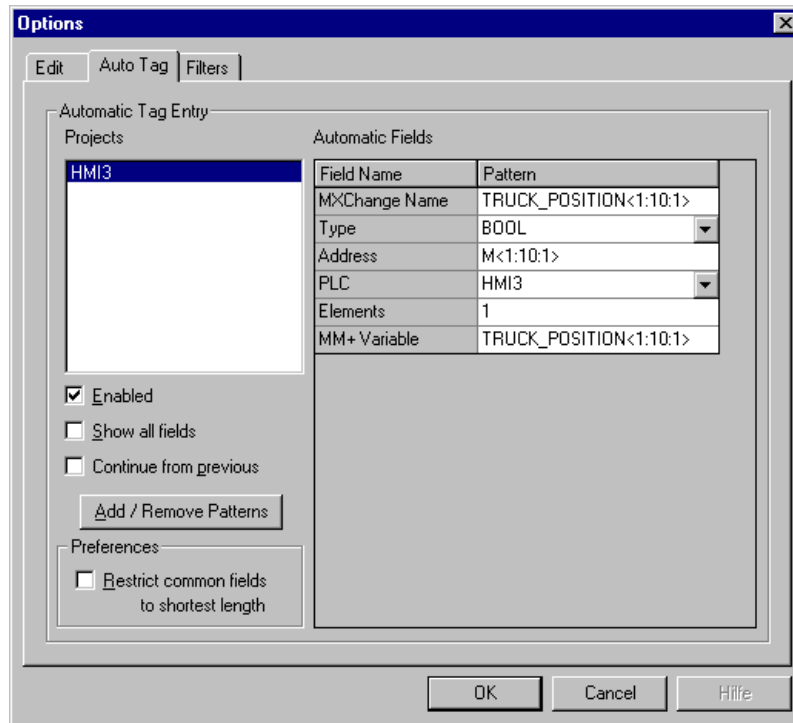 Options
Edit Auto Tag Filters
Automatic Tag Entry
Projects
HMI3
Enabled
Show all fields
Continue from previous
Add / Remove Patterns
Preferences
Restrict common fields
to shortest length
Automatic Fields
Field Name Pattern
MXChange Name TRUCK_POSITION<1:10:1>
Type BOOL
Address M<1:10:1>
PLC HMI3
Elements 1
MM+ Variable TRUCK_POSITION<1:10:1>
OK Cancel Hilfe